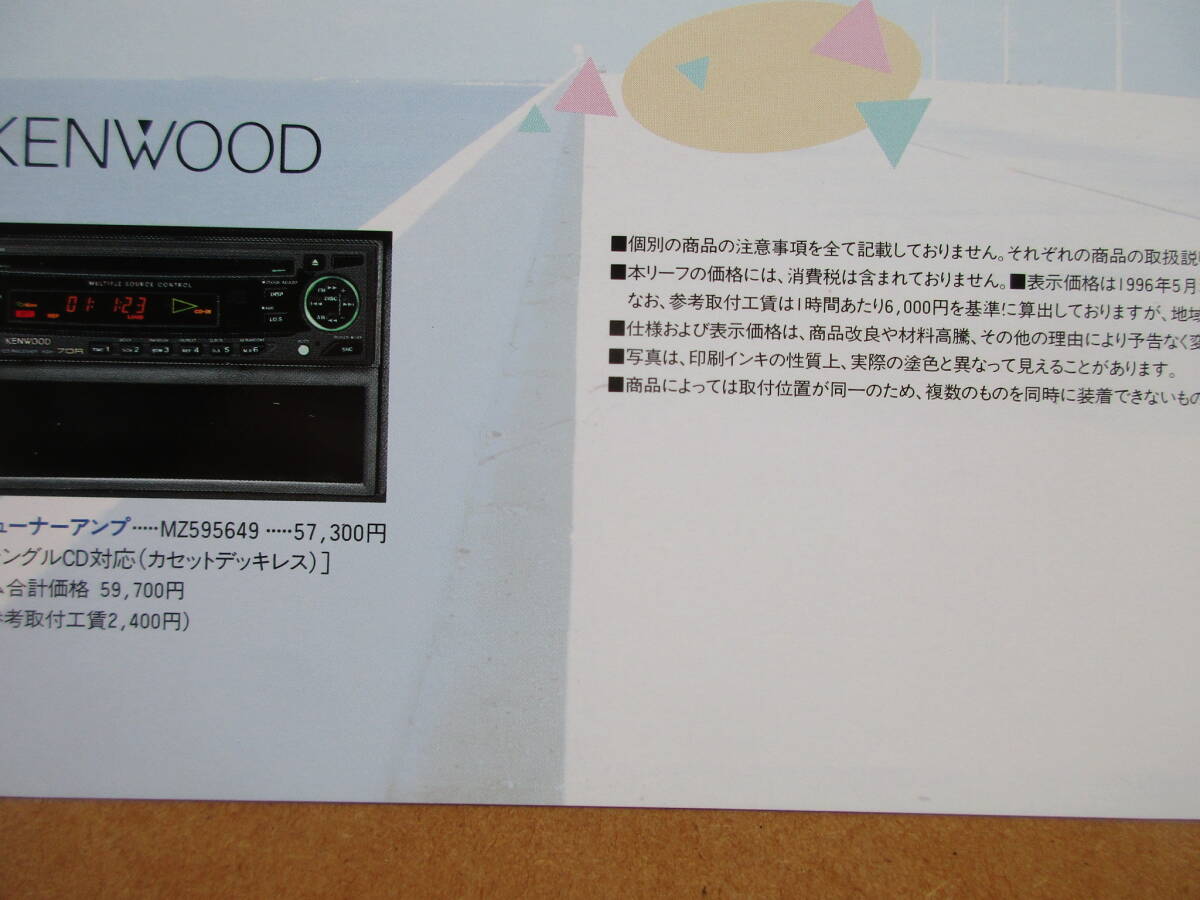 KENWOOD
MULTIPLE SOURCE CONTROL
01 1:23
DISP
DISC
LO.S
KENWOOD
70R
ューナーアンプ·····MZ595649 ·····57,300円
ングルCD対応(カセットデッキレス)]
合計価格 59,700円
参考取付工賃2,400円)
■個別の商品の注意事項を全て記載しておりません。それぞれの商品の取扱説
■本リーフの価格には、消費税は含まれておりません。■表示価格は1996年5月
なお、参考取付工賃は1時間あたり6,000円を基準に算出しておりますが、地域
■仕様および表示価格は、商品改良や材料高騰、その他の理由により予告なく変
■写真は、印刷インキの性質上、実際の塗色と異なって見えることがあります。
■商品によっては取付位置が同一のため、複数のものを同時に装着できないもの